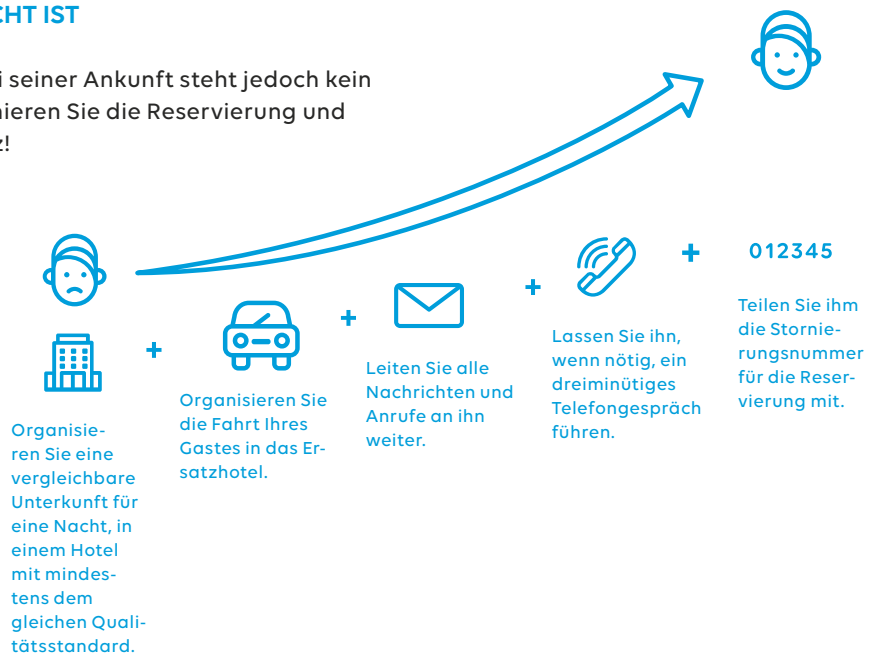 CHT IST
i seiner Ankunft steht jedoch kein
nieren Sie die Reservierung und
z!
Organisie-
ren Sie eine
vergleichbare
Unterkunft für
eine Nacht, in
einem Hotel
mit mindes-
tens dem
gleichen Quali-
tätsstandard.
+
Organisieren Sie
die Fahrt Ihres
Gastes in das Er-
satzhotel.
+
Leiten Sie alle
Nachrichten und
Anrufe an ihn
weiter.
+
Lassen Sie ihn,
wenn nötig, ein
dreiminütiges
Telefongespräch
führen.
+
012345
Teilen Sie ihm
die Stornie-
rungsnummer
für die Reser-
vierung mit.